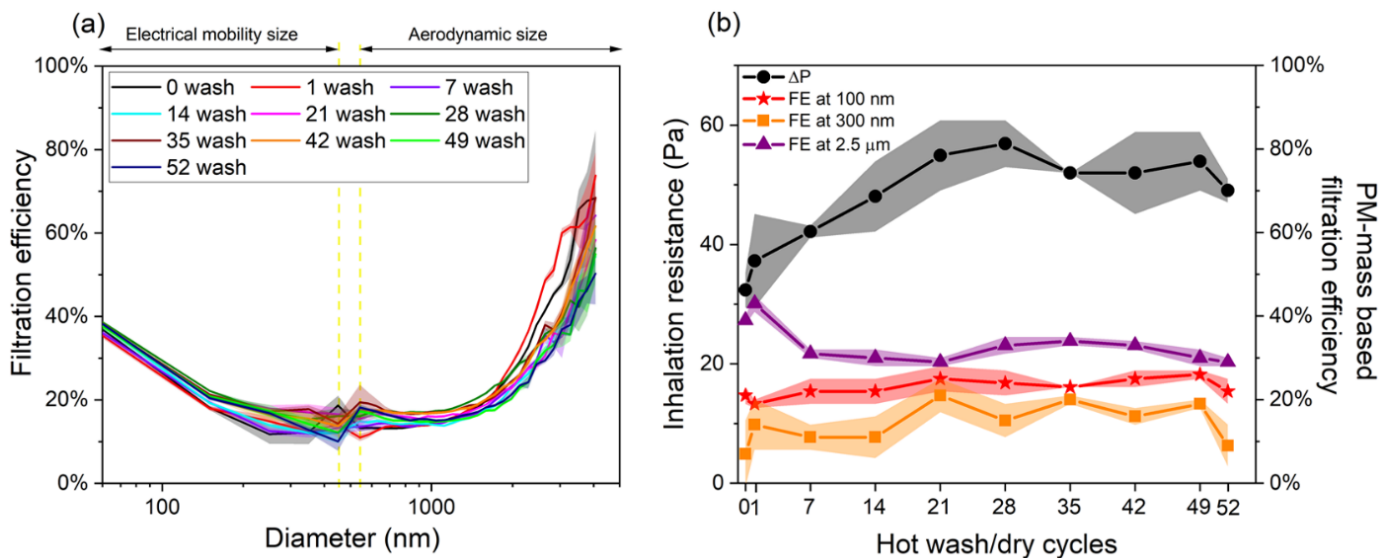 (a)
Electrical mobility size
Aerodynamic size
100%
80%
60%
40%
20%
0%
Filtration efficiency
0 wash 1 wash 7 wash
14 wash 21 wash 28 wash
35 wash 42 wash 49 wash
52 wash
100 1000
Diameter (nm)
(b)
60
40
20
0
Inhalation resistance (Pa)
ΔP
FE at 100 nm
FE at 300 nm
FE at 2.5 μm
100%
80%
60%
40%
20%
0%
PM-mass based
filtration efficiency
0 1 7 14 21 28 35 42 49 52
Hot wash/dry cycles